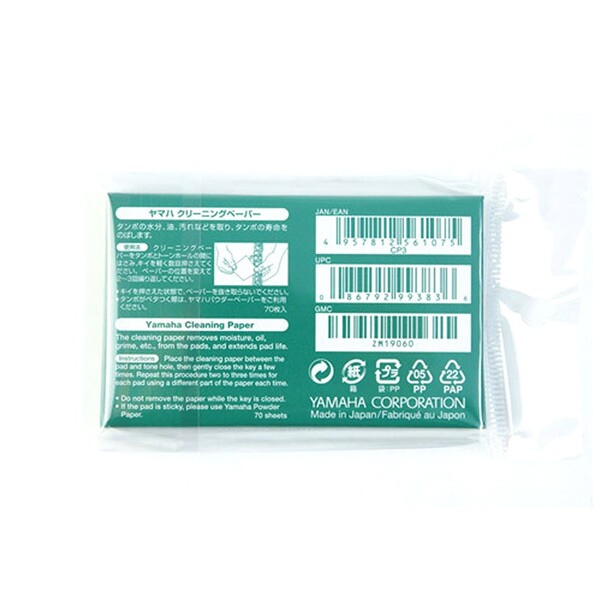 ヤマハ クリーニングペーパー
タンポの水分、油、汚れなどを取り、タンポの寿命を
のばします。
使用法 クリーニングペー
パーをタンポとトーンホールの間に
はさみ、キイを軽く数回押さえてくだ
さい。ペーパーの位置を変えて
2〜3回繰り返してください。
• キイを押さえた状態で、ペーパーを抜き取らないでください。
• タンポがベタつく際は、ヤマハパウダーペーパーをご利用
ください。 70枚入
Yamaha Cleaning Paper
The cleaning paper removes moisture, oil,
grime, etc., from the pads, and extends pad life.
Instructions Place the cleaning paper between the
pad and tone hole, then gently close the key a few
times. Repeat this procedure two to three times for
each pad using a different part of the paper each time.
• Do not remove the paper while the key is closed.
• If the pad is sticky, please use Yamaha Powder
Paper. 70 sheets
JAN/EAN
4 957812 561075
CP3
UPC
0 86792 99383 8
GMC
ZM19060
紙 プラ 05 22
箱 袋:PP PP PAP
YAMAHA CORPORATION
Made in Japan/Fabriqué au Japon